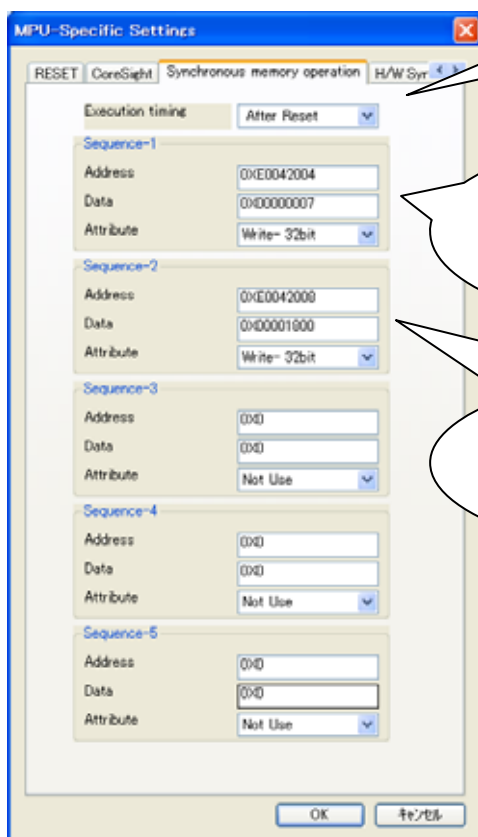 MPU-Specific Settings
RESET CoreSight Synchronous memory operation H/W Syr
Execution timing After Reset
Sequence-1
Address 0XE0042004
Data 0X00000007
Attribute Write- 32bit
Sequence-2
Address 0XE0042008
Data 0X00001800
Attribute Write- 32bit
Sequence-3
Address 0X0
Data 0X0
Attribute Not Use
Sequence-4
Address 0X0
Data 0X0
Attribute Not Use
Sequence-5
Address 0X0
Data 0X0
Attribute Not Use
OK キャンセル